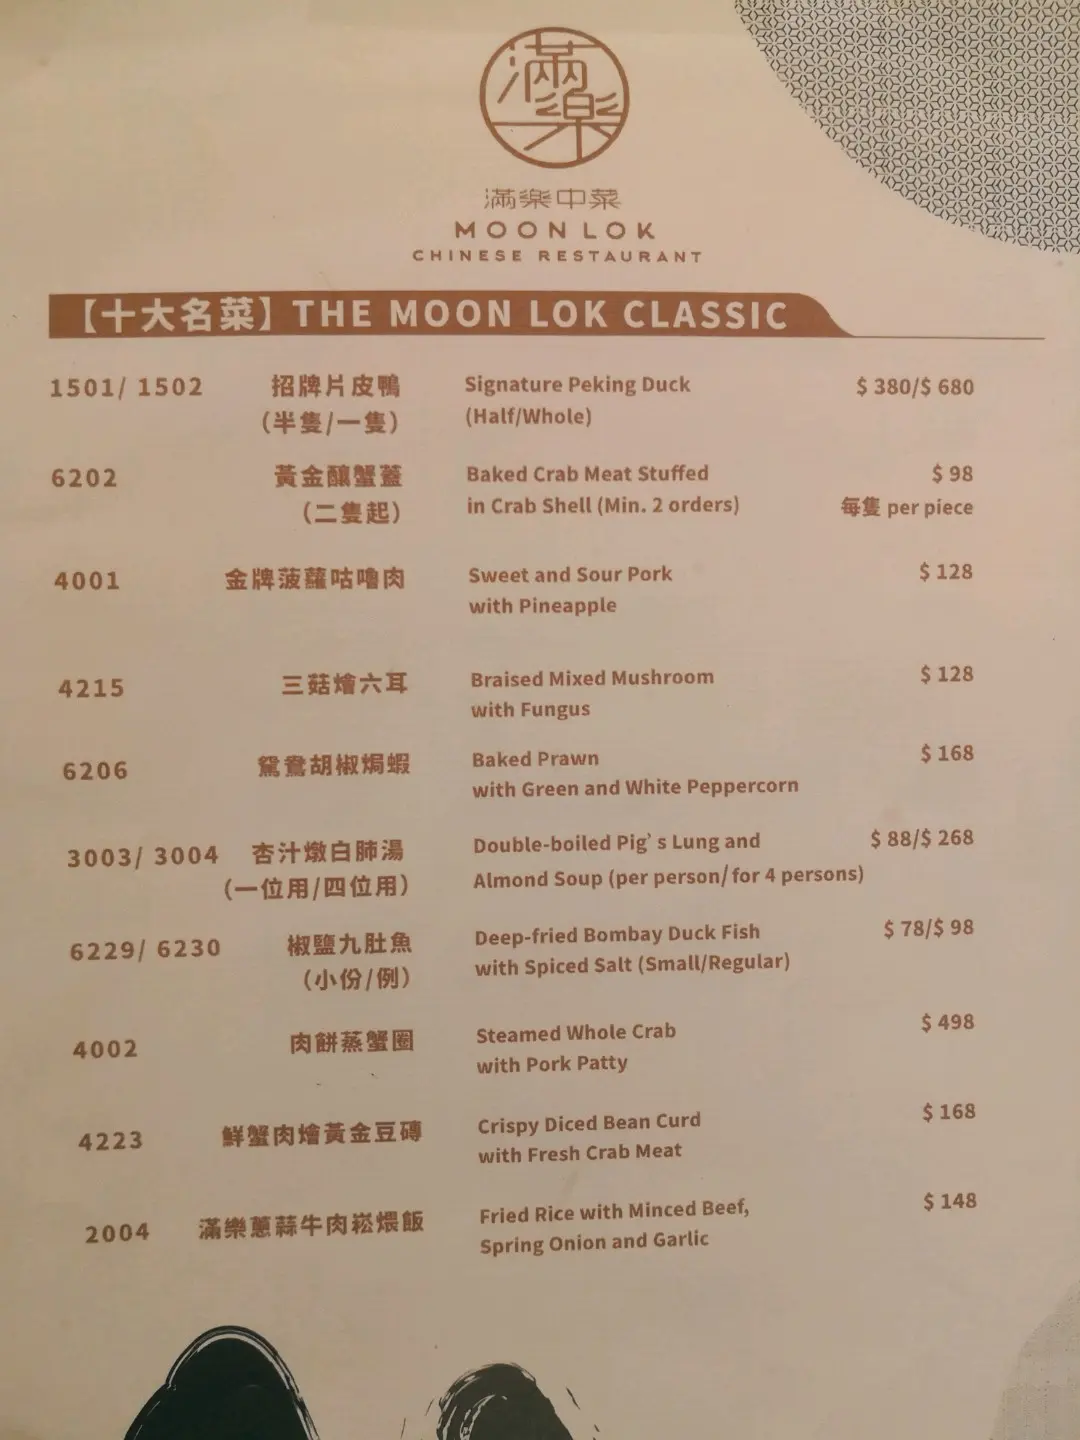 滿樂
滿樂中菜
MOON LOK
CHINESE RESTAURANT
【十大名菜】THE MOON LOK CLASSIC
1501/ 1502 招牌片皮鴨 Signature Peking Duck $ 380/$ 680
(半隻/一隻) (Half/Whole)
6202 黃金釀蟹蓋 Baked Crab Meat Stuffed $ 98
(二隻起) in Crab Shell (Min. 2 orders) 每隻 per piece
4001 金牌菠蘿咕嚕肉 Sweet and Sour Pork $ 128
with Pineapple
4215 三菇燴六耳 Braised Mixed Mushroom $ 128
with Fungus
6206 鴛鴦胡椒焗蝦 Baked Prawn $ 168
with Green and White Peppercorn
3003/ 3004 杏汁燉白肺湯 Double-boiled Pig’s Lung and $ 88/$ 268
(一位用/四位用) Almond Soup (per person/ for 4 persons)
6229/ 6230 椒鹽九肚魚 Deep-fried Bombay Duck Fish $ 78/$ 98
(小份/例) with Spiced Salt (Small/Regular)
4002 肉餅蒸蟹圈 Steamed Whole Crab $ 498
with Pork Patty
4223 鮮蟹肉燴黃金豆磚 Crispy Diced Bean Curd $ 168
with Fresh Crab Meat
2004 滿樂蔥蒜牛肉崧煨飯 Fried Rice with Minced Beef, $ 148
Spring Onion and Garlic